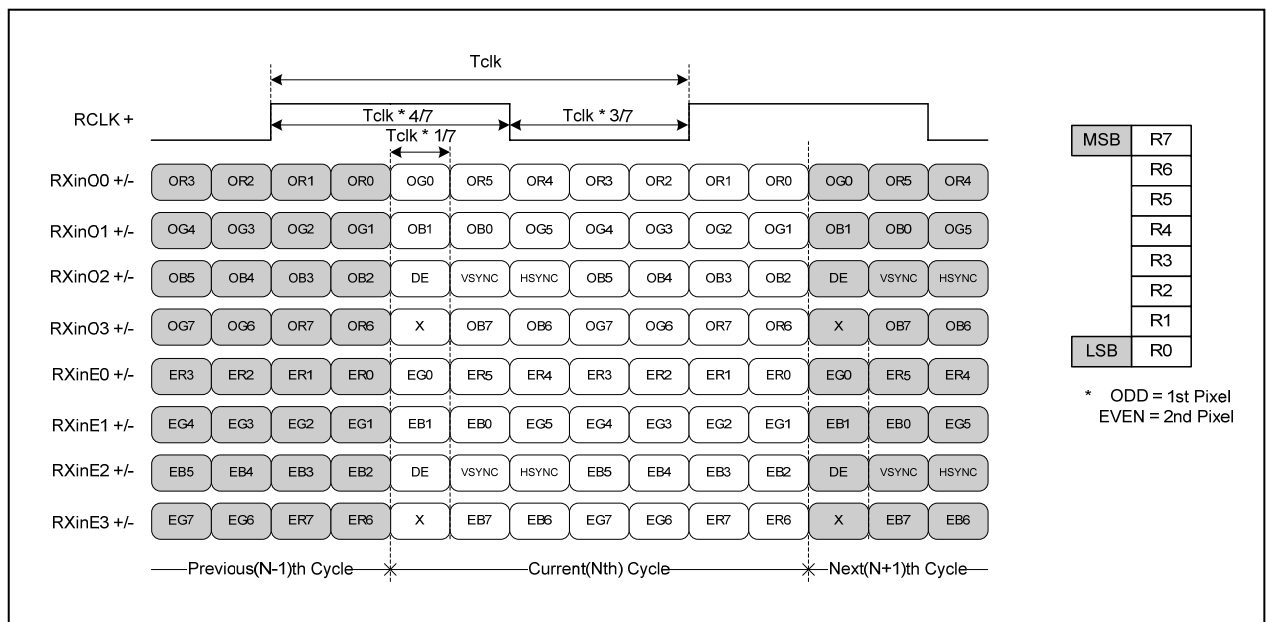 Tclk
RCLK +
Tclk * 4/7
Tclk * 3/7
Tclk * 1/7
RXinO0 +/- OR3 OR2 OR1 OR0 OG0 OR5 OR4 OR3 OR2 OR1 OR0 OG0 OR5 OR4
RXinO1 +/- OG4 OG3 OG2 OG1 OB1 OB0 OG5 OG4 OG3 OG2 OG1 OB1 OB0 OG5
RXinO2 +/- OB5 OB4 OB3 OB2 DE VSYNC HSYNC OB5 OB4 OB3 OB2 DE VSYNC HSYNC
RXinO3 +/- OG7 OG6 OR7 OR6 X OB7 OB6 OG7 OG6 OR7 OR6 X OB7 OB6
RXinE0 +/- ER3 ER2 ER1 ER0 EG0 ER5 ER4 ER3 ER2 ER1 ER0 EG0 ER5 ER4
RXinE1 +/- EG4 EG3 EG2 EG1 EB1 EB0 EG5 EG4 EG3 EG2 EG1 EB1 EB0 EG5
RXinE2 +/- EB5 EB4 EB3 EB2 DE VSYNC HSYNC EB5 EB4 EB3 EB2 DE VSYNC HSYNC
RXinE3 +/- EG7 EG6 ER7 ER6 X EB7 EB6 EG7 EG6 ER7 ER6 X EB7 EB6
Previous(N-1)th Cycle Current(Nth) Cycle Next(N+1)th Cycle
MSB R7
R6
R5
R4
R3
R2
R1
LSB R0
* ODD = 1st Pixel
EVEN = 2nd Pixel